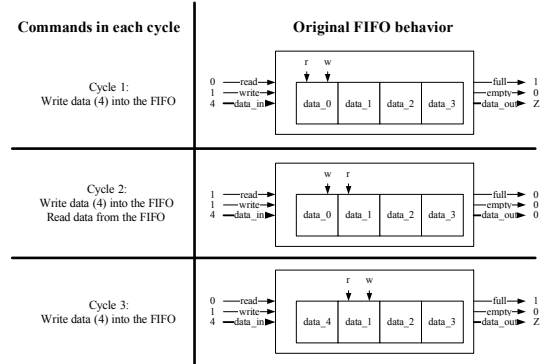 Commands in each cycle
Original FIFO behavior
Cycle 1:
Write data (4) into the FIFO
r w
0 read
1 write
4 data_in
data_0 data_1 data_2 data_3
full 1
empty 0
data_out Z
Cycle 2:
Write data (4) into the FIFO
Read data from the FIFO
w r
1 read
1 write
4 data_in
data_0 data_1 data_2 data_3
full 0
empty 0
data_out 0
Cycle 3:
Write data (4) into the FIFO
r w
0 read
1 write
4 data_in
data_4 data_1 data_2 data_3
full 1
empty 0
data_out Z